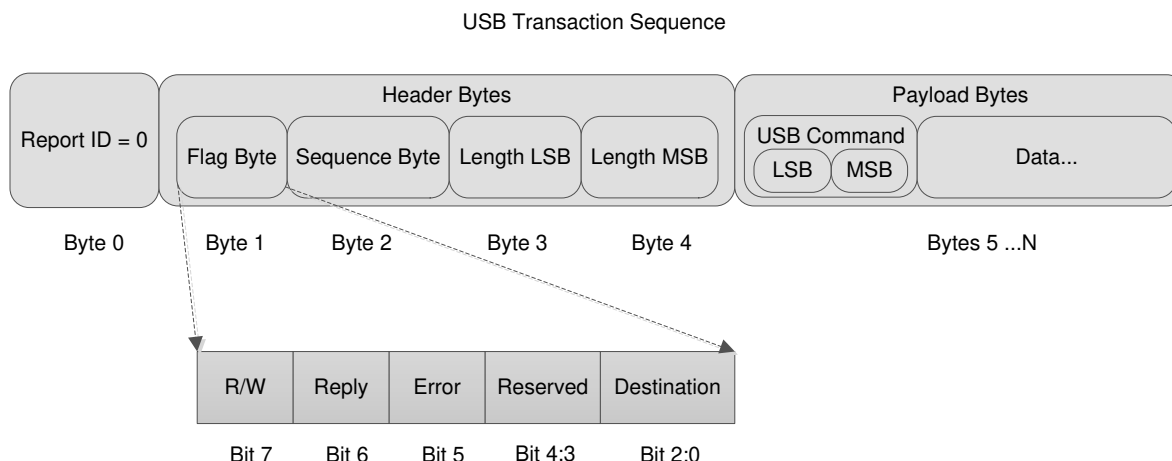 USB Transaction Sequence
Header Bytes
Payload Bytes
Report ID = 0
Flag Byte
Sequence Byte
Length LSB
Length MSB
USB Command
LSB
MSB
Data...
Byte 0
Byte 1
Byte 2
Byte 3
Byte 4
Bytes 5 ...N
R/W
Reply
Error
Reserved
Destination
Bit 7
Bit 6
Bit 5
Bit 4:3
Bit 2:0